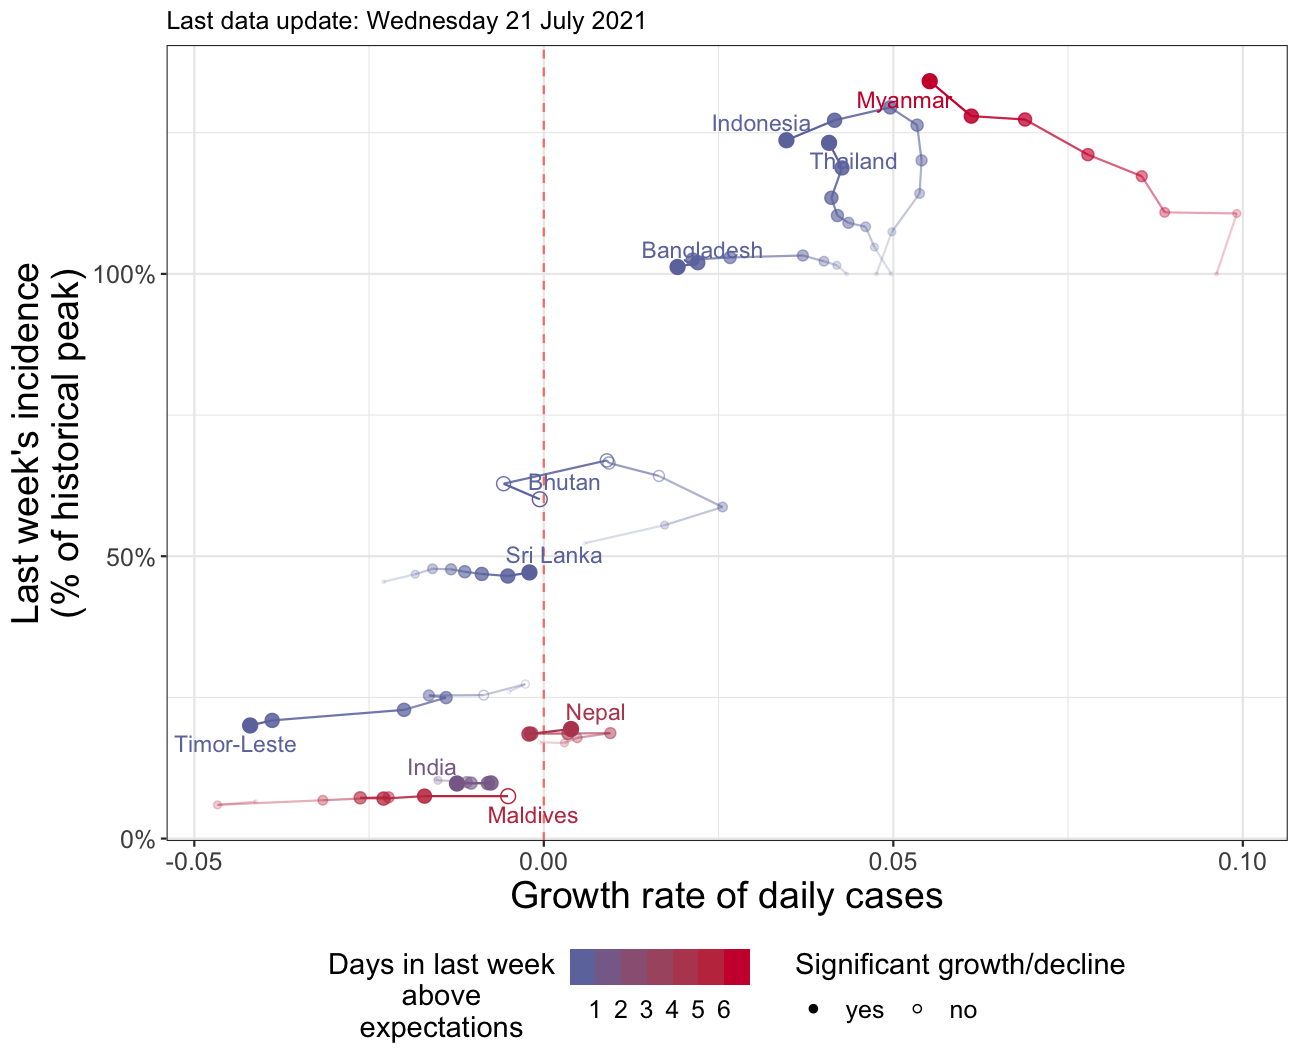 Last data update: Wednesday 21 July 2021
Last week's incidence
(% of historical peak)
100%
50%
0%
Myanmar
Indonesia
Thailand
Bangladesh
Bhutan
Sri Lanka
Nepal
Timor-Leste
India
Maldives
-0.05
0.00
0.05
0.10
Growth rate of daily cases
Days in last week
above
expectations
1 2 3 4 5 6
Significant growth/decline
yes no